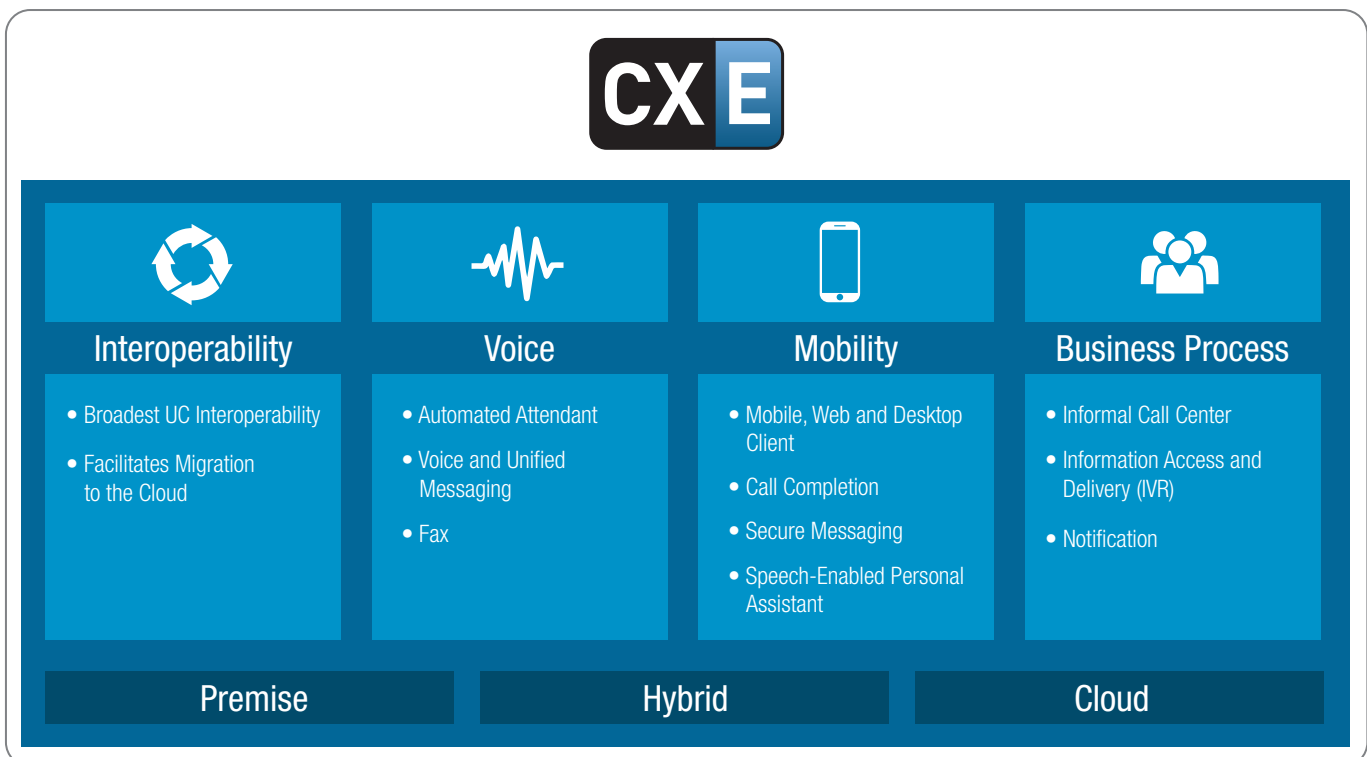 CXE
Interoperability
• Broadest UC Interoperability
• Facilitates Migration
to the Cloud
Voice
• Automated Attendant
• Voice and Unified
Messaging
• Fax
Mobility
• Mobile, Web and Desktop
Client
• Call Completion
• Secure Messaging
• Speech-Enabled Personal
Assistant
Business Process
• Informal Call Center
• Information Access and
Delivery (IVR)
• Notification
Premise
Hybrid
Cloud